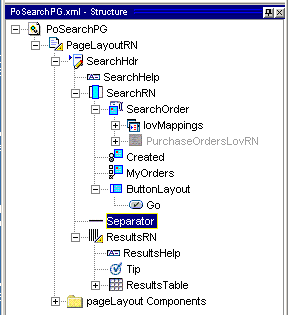 PoSearchPG.xml - Structure
PoSearchPG
PageLayoutRN
SearchHdr
SearchHelp
SearchRN
SearchOrder
lovMappings
PurchaseOrdersLovRN
Created
MyOrders
ButtonLayout
Go
Separator
ResultsRN
ResultsHelp
Tip
ResultsTable
pageLayout Components